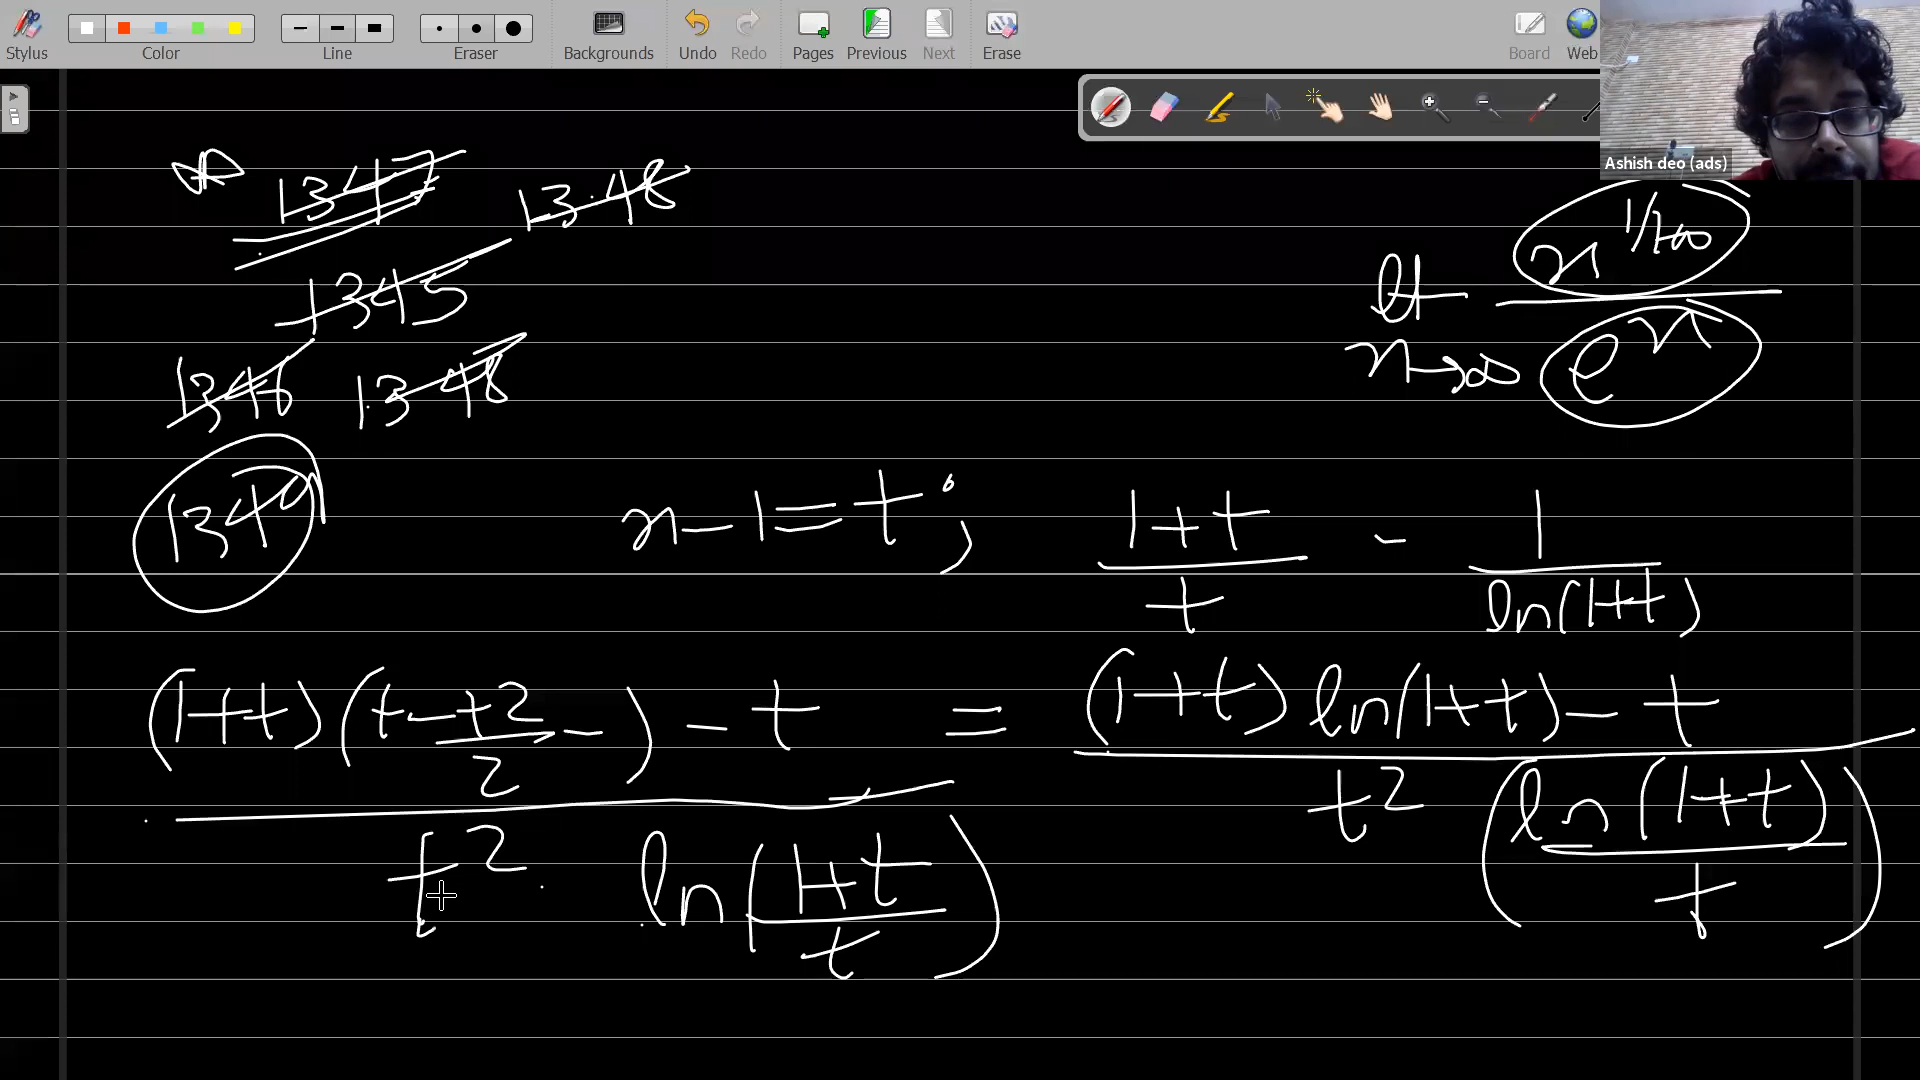 Stylus Color Line Eraser Backgrounds Undo Redo Pages Previous Next Erase Board Web
Ashish deo (ads)
1347 13.48
1345
1346 13.48
1349
lt n→∞ n^(1/100) / e^n
n-1=t; (1+t)/t - 1/ln(1+t)
((1+t)(t-t²/2-)-t) / (t² ln((1+t)/t)) = ((1+t)ln(1+t)-t) / (t² (ln(1+t)/t))